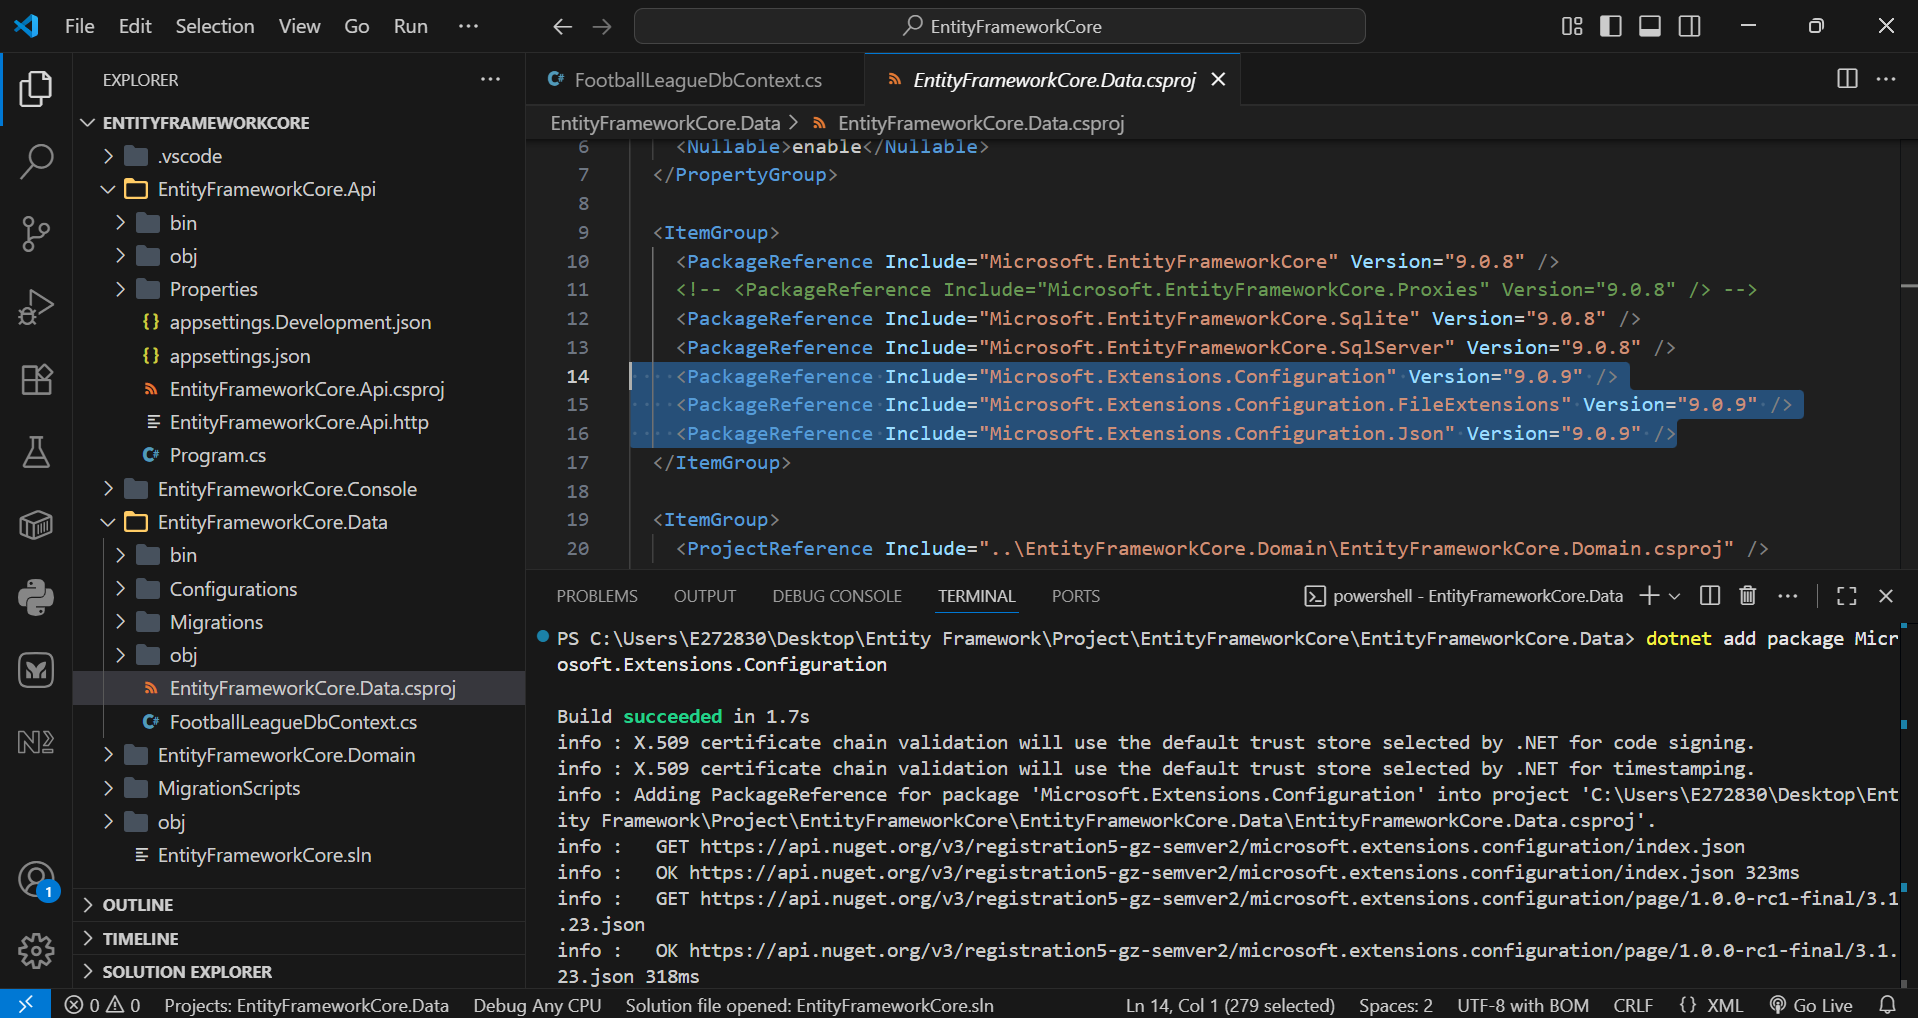 File Edit Selection View Go Run ···
EntityFrameworkCore
EXPLORER
ENTITYFRAMEWORKCORE
.vscode
EntityFrameworkCore.Api
bin
obj
Properties
{} appsettings.Development.json
{} appsettings.json
EntityFrameworkCore.Api.csproj
EntityFrameworkCore.Api.http
C# Program.cs
EntityFrameworkCore.Console
EntityFrameworkCore.Data
bin
Configurations
Migrations
obj
EntityFrameworkCore.Data.csproj
C# FootballLeagueDbContext.cs
EntityFrameworkCore.Domain
MigrationScripts
obj
EntityFrameworkCore.sln
OUTLINE
TIMELINE
SOLUTION EXPLORER
N2
1
C# FootballLeagueDbContext.cs
EntityFrameworkCore.Data.csproj
EntityFrameworkCore.Data > EntityFrameworkCore.Data.csproj
6 <Nullable>enable</Nullable>
7 </PropertyGroup>
8
9 <ItemGroup>
10 <PackageReference Include="Microsoft.EntityFrameworkCore" Version="9.0.8" />
11 <!-- <PackageReference Include="Microsoft.EntityFrameworkCore.Proxies" Version="9.0.8" /> -->
12 <PackageReference Include="Microsoft.EntityFrameworkCore.Sqlite" Version="9.0.8" />
13 <PackageReference Include="Microsoft.EntityFrameworkCore.SqlServer" Version="9.0.8" />
14 <PackageReference Include="Microsoft.Extensions.Configuration" Version="9.0.9" />
15 <PackageReference Include="Microsoft.Extensions.Configuration.FileExtensions" Version="9.0.9" />
16 <PackageReference Include="Microsoft.Extensions.Configuration.Json" Version="9.0.9" />
17 </ItemGroup>
18
19 <ItemGroup>
20 <ProjectReference Include="..\EntityFrameworkCore.Domain\EntityFrameworkCore.Domain.csproj" />
PROBLEMS OUTPUT DEBUG CONSOLE TERMINAL PORTS
powershell - EntityFrameworkCore.Data
PS C:\Users\E272830\Desktop\Entity Framework\Project\EntityFrameworkCore\EntityFrameworkCore.Data> dotnet add package Micr
osoft.Extensions.Configuration
Build succeeded in 1.7s
info : X.509 certificate chain validation will use the default trust store selected by .NET for code signing.
info : X.509 certificate chain validation will use the default trust store selected by .NET for timestamping.
info : Adding PackageReference for package 'Microsoft.Extensions.Configuration' into project 'C:\Users\E272830\Desktop\Ent
ity Framework\Project\EntityFrameworkCore\EntityFrameworkCore.Data\EntityFrameworkCore.Data.csproj'.
info :   GET https://api.nuget.org/v3/registration5-gz-semver2/microsoft.extensions.configuration/index.json
info :   OK https://api.nuget.org/v3/registration5-gz-semver2/microsoft.extensions.configuration/index.json 323ms
info :   GET https://api.nuget.org/v3/registration5-gz-semver2/microsoft.extensions.configuration/page/1.0.0-rc1-final/3.1
.23.json
info :   OK https://api.nuget.org/v3/registration5-gz-semver2/microsoft.extensions.configuration/page/1.0.0-rc1-final/3.1.
23.json 318ms
0 0 Projects: EntityFrameworkCore.Data Debug Any CPU Solution file opened: EntityFrameworkCore.sln Ln 14, Col 1 (279 selected) Spaces: 2 UTF-8 with BOM CRLF {} XML Go Live